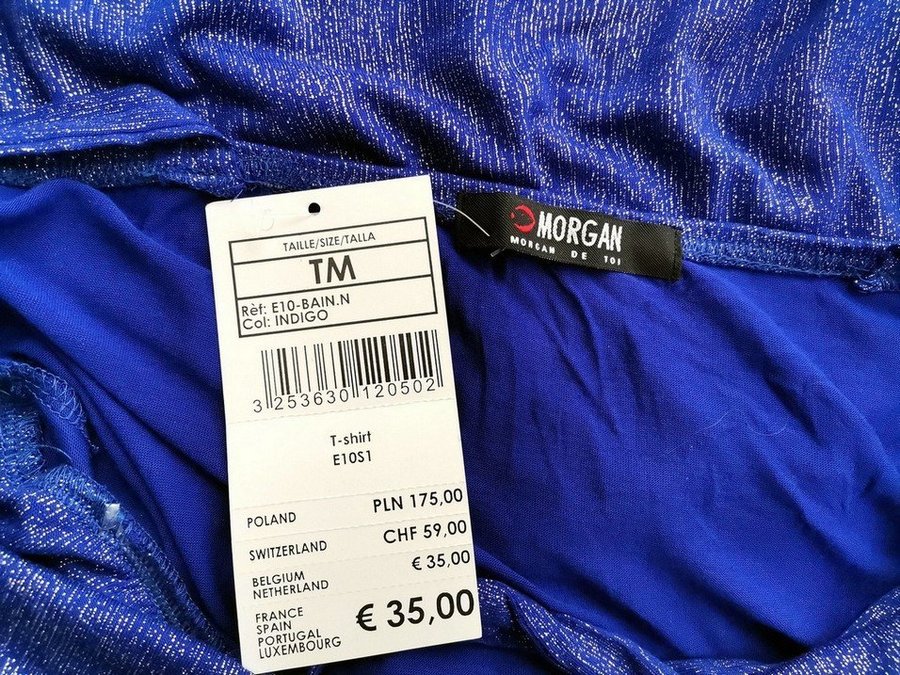 TAILLE/SIZE/TALLA
TM
Rèf: E10-BAIN.N
Col: INDIGO
3 253630 120502
T-shirt
E10S1
POLAND PLN 175,00
SWITZERLAND CHF 59,00
BELGIUM
NETHERLAND € 35,00
FRANCE
SPAIN
PORTUGAL
LUXEMBOURG
€ 35,00
MORGAN
MORGAN DE TOI